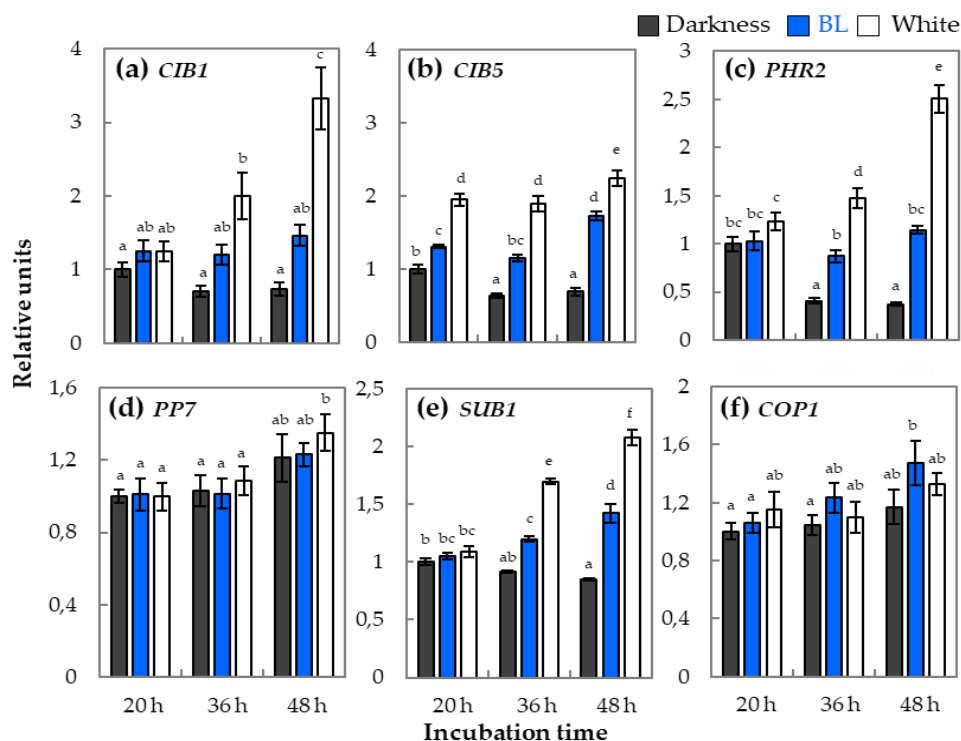 Darkness BL White
(a) CIB1
4
3
2
1
0
a ab ab a ab b a ab c
(b) CIB5
4
3
2
1
0
b c d a bc d a d e
(c) PHR2
3
2,5
2
1,5
1
0,5
0
bc bc c a b d a bc e
Relative units
(d) PP7
1,6
1,2
0,8
0,4
0
a a a a a a ab ab b
20 h 36 h 48 h
(e) SUB1
2,5
2
1,5
1
0,5
0
b bc bc ab c e a d f
20 h 36 h 48 h
(f) COP1
2
1,6
1,2
0,8
0,4
0
a a ab a ab ab ab b ab
20 h 36 h 48 h
Incubation time